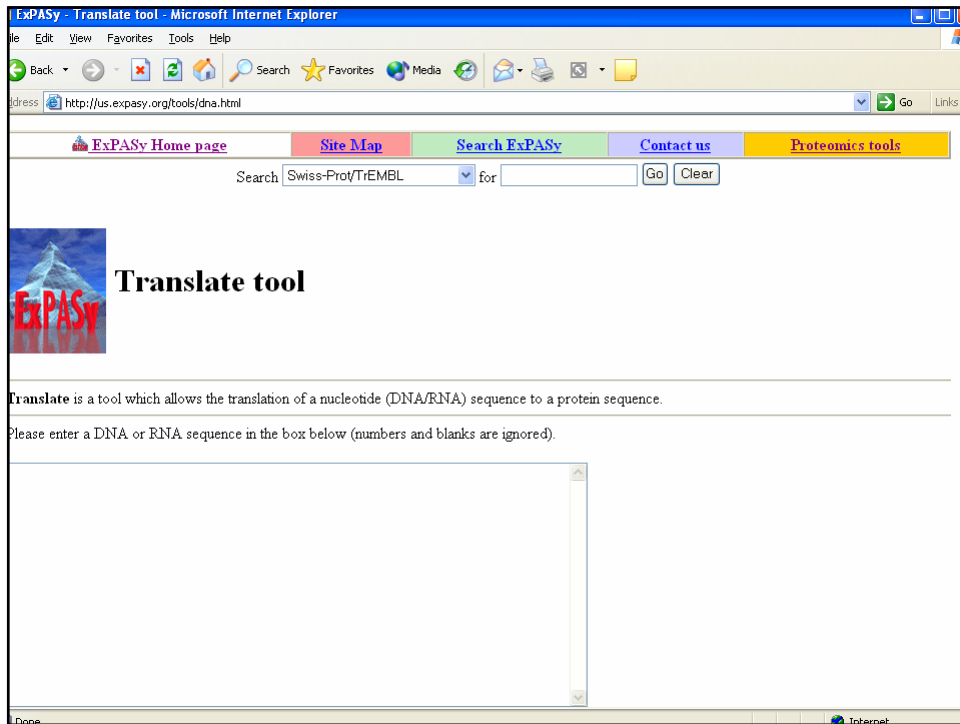 ExPASy - Translate tool - Microsoft Internet Explorer
ile Edit View Favorites Tools Help
Back Search Favorites Media
ddress http://us.expasy.org/tools/dna.html Go Links
ExPASy Home page Site Map Search ExPASy Contact us Proteomics tools
Search Swiss-Prot/TrEMBL for Go Clear
ExPASy
Translate tool
Translate is a tool which allows the translation of a nucleotide (DNA/RNA) sequence to a protein sequence.
Please enter a DNA or RNA sequence in the box below (numbers and blanks are ignored).
Done Internet